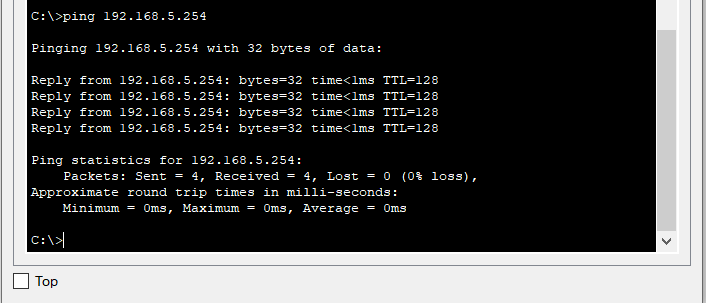 C:\>ping 192.168.5.254
Pinging 192.168.5.254 with 32 bytes of data:
Reply from 192.168.5.254: bytes=32 time<1ms TTL=128
Reply from 192.168.5.254: bytes=32 time<1ms TTL=128
Reply from 192.168.5.254: bytes=32 time<1ms TTL=128
Reply from 192.168.5.254: bytes=32 time<1ms TTL=128
Ping statistics for 192.168.5.254:
Packets: Sent = 4, Received = 4, Lost = 0 (0% loss),
Approximate round trip times in milli-seconds:
Minimum = 0ms, Maximum = 0ms, Average = 0ms
C:\>
Top